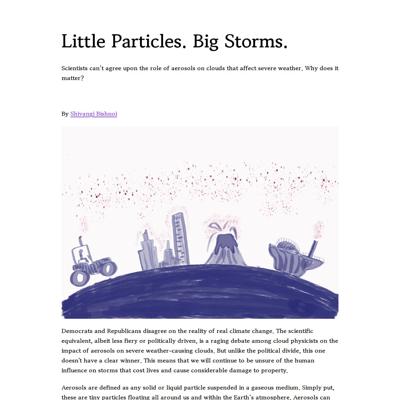 Little Particles. Big Storms.
Scientists can't agree upon the role of aerosols on clouds that affect severe weather. Why does it
matter?
By Shivangi Bishnoi
Democrats and Republicans disagree on the reality of real climate change. The scientific
equivalent, albeit less fiery or politically driven, is a raging debate among cloud physicists on the
impact of aerosols on severe weather-causing clouds. But unlike the political divide, this one
doesn't have a clear winner. This means that we will continue to be unsure of the human
influence on storms that cost lives and cause considerable damage to property.
Aerosols are defined as any solid or liquid particle suspended in a gaseous medium. Simply put,
these are tiny particles floating all around us and within the Earth's atmosphere. Aerosols can